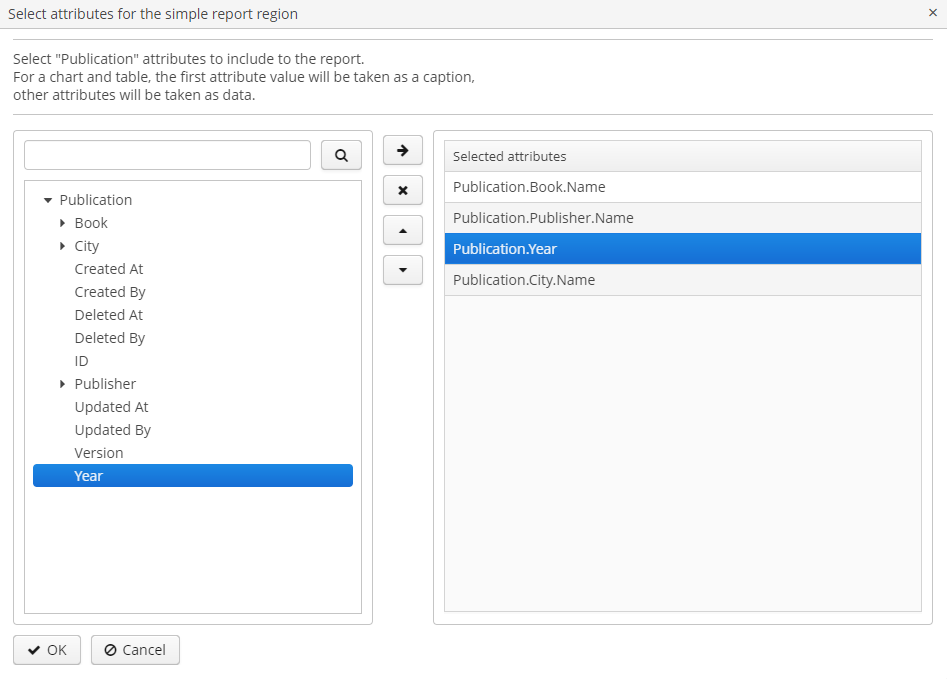 Select attributes for the simple report region
Select "Publication" attributes to include to the report.
For a chart and table, the first attribute value will be taken as a caption,
other attributes will be taken as data.
Publication
Book
City
Created At
Created By
Deleted At
Deleted By
ID
Publisher
Updated At
Updated By
Version
Year
Selected attributes
Publication.Book.Name
Publication.Publisher.Name
Publication.Year
Publication.City.Name
OK
Cancel